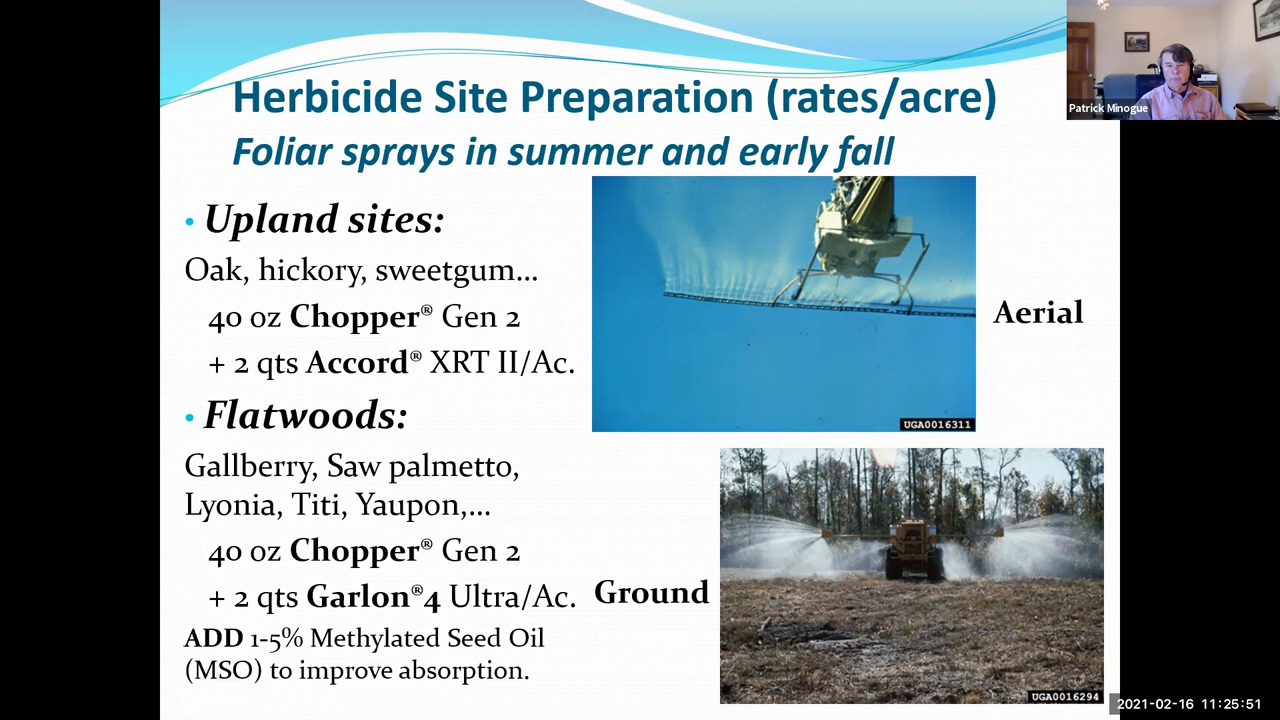 Herbicide Site Preparation (rates/acre)
Foliar sprays in summer and early fall
Patrick Minogue
• Upland sites:
Oak, hickory, sweetgum...
40 oz Chopper® Gen 2
+ 2 qts Accord® XRT II/Ac.
Aerial
UGA0016311
• Flatwoods:
Gallberry, Saw palmetto,
Lyonia, Titi, Yaupon,...
40 oz Chopper® Gen 2
+ 2 qts Garlon®4 Ultra/Ac.
Ground
ADD 1-5% Methylated Seed Oil
(MSO) to improve absorption.
UGA0016294
2021-02-16 11:25:51